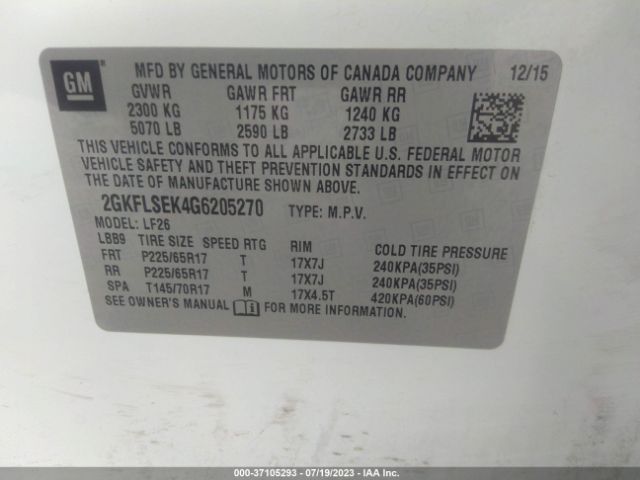 GM
MFD BY GENERAL MOTORS OF CANADA COMPANY 12/15
GVWR GAWR FRT GAWR RR
2300 KG 1175 KG 1240 KG
5070 LB 2590 LB 2733 LB
THIS VEHICLE CONFORMS TO ALL APPLICABLE U.S. FEDERAL MOTOR
VEHICLE SAFETY AND THEFT PREVENTION STANDARDS IN EFFECT ON
THE DATE OF MANUFACTURE SHOWN ABOVE.
2GKFLSEK4G6205270 TYPE: M.P.V.
MODEL: LF26
LBB9 TIRE SIZE SPEED RTG RIM COLD TIRE PRESSURE
FRT P225/65R17 T 17X7J 240KPA(35PSI)
RR P225/65R17 T 17X7J 240KPA(35PSI)
SPA T145/70R17 M 17X4.5T 420KPA(60PSI)
SEE OWNER'S MANUAL FOR MORE INFORMATION.
000-37105293 - 07/19/2023 - IAA Inc.